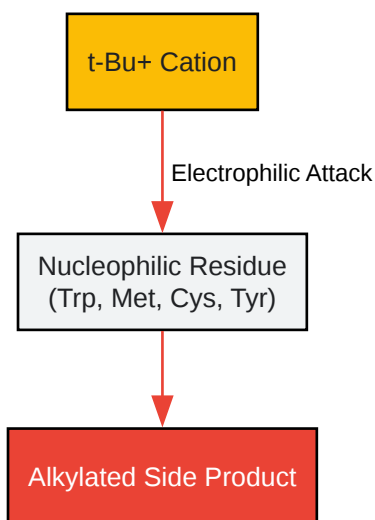 t-Bu+ Cation
Electrophilic Attack
Nucleophilic Residue
(Trp, Met, Cys, Tyr)
Alkylated Side Product